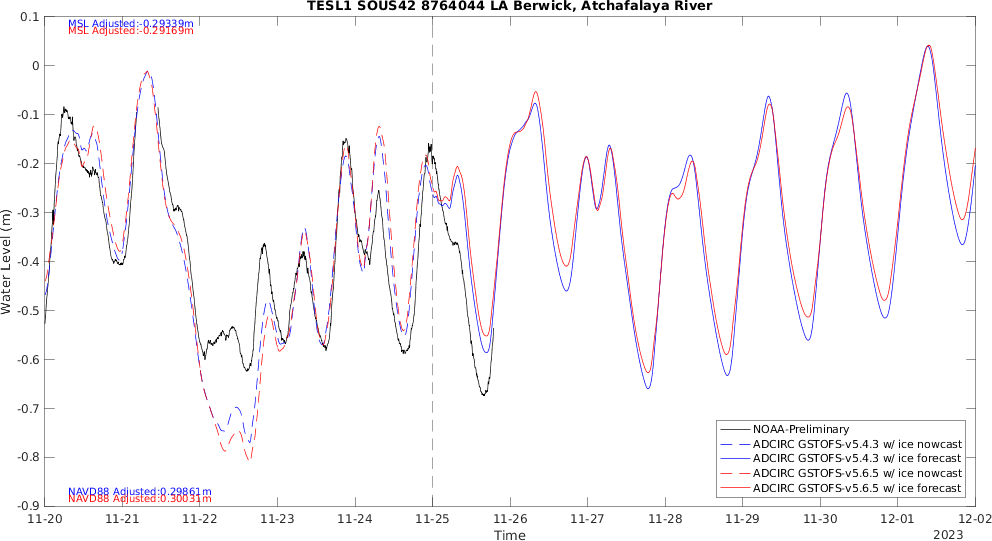 TESL1 SOUS42 8764044 LA Berwick, Atchafalaya River
MSL Adjusted:-0.29339m
MSL Adjusted:-0.29169m
0.1
0
-0.1
-0.2
-0.3
-0.4
-0.5
-0.6
-0.7
-0.8
-0.9
Water Level (m)
NOAA-Preliminary
ADCIRC GSTOFS-v5.4.3 w/ ice nowcast
ADCIRC GSTOFS-v5.4.3 w/ ice forecast
ADCIRC GSTOFS-v5.6.5 w/ ice nowcast
ADCIRC GSTOFS-v5.6.5 w/ ice forecast
NAVD88 Adjusted:0.29861m
NAVD88 Adjusted:0.30031m
11-20 11-21 11-22 11-23 11-24 11-25 11-26 11-27 11-28 11-29 11-30 12-01 12-02
Time
2023